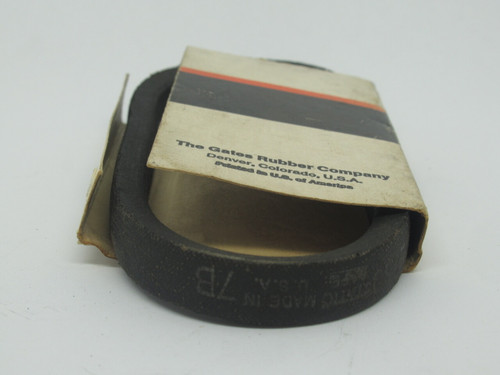 The Gates Rubber Company
Denver, Colorado, U.S.A.
Printed in U.S. of America
MADE IN
U.S.A.
7B